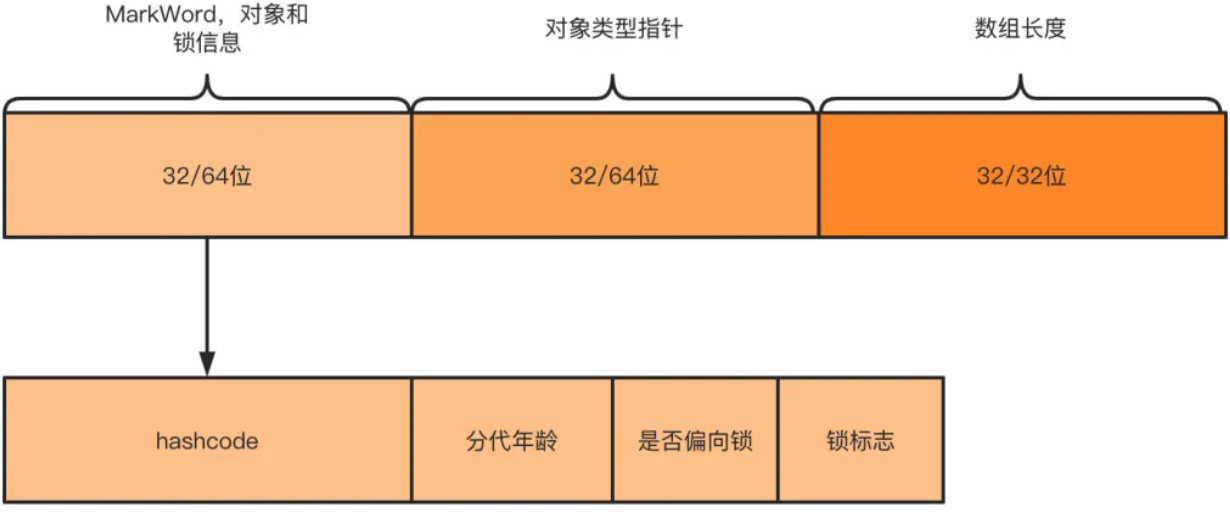 MarkWord，对象和
锁信息
对象类型指针
数组长度
32/64位
32/64位
32/32位
hashcode
分代年龄
是否偏向锁
锁标志